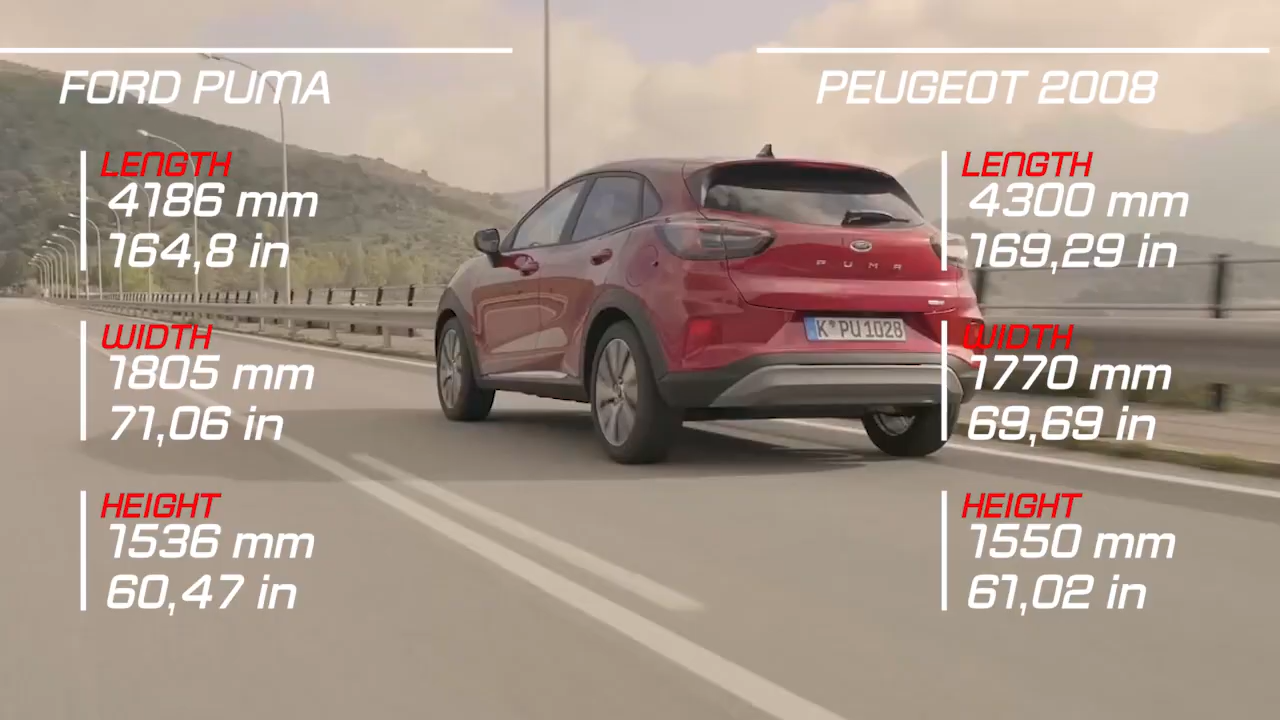 FORD PUMA
LENGTH
4186 mm
164,8 in
WIDTH
1805 mm
71,06 in
HEIGHT
1536 mm
60,47 in
PEUGEOT 2008
LENGTH
4300 mm
169,29 in
WIDTH
1770 mm
69,69 in
HEIGHT
1550 mm
61,02 in
PUMA
K PU 1028